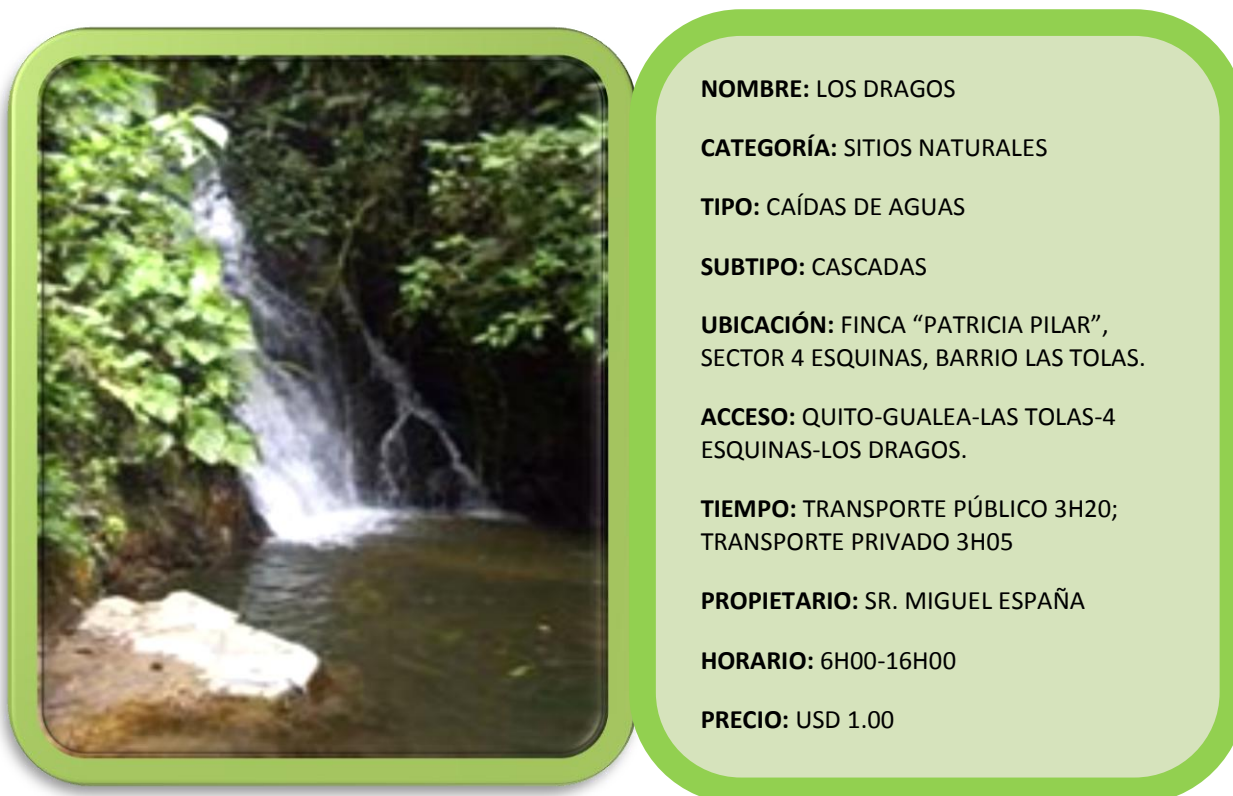 NOMBRE: LOS DRAGOS
CATEGORÍA: SITIOS NATURALES
TIPO: CAÍDAS DE AGUAS
SUBTIPO: CASCADAS
UBICACIÓN: FINCA “PATRICIA PILAR”,
SECTOR 4 ESQUINAS, BARRIO LAS TOLAS.
ACCESO: QUITO-GUALEA-LAS TOLAS-4
ESQUINAS-LOS DRAGOS.
TIEMPO: TRANSPORTE PÚBLICO 3H20;
TRANSPORTE PRIVADO 3H05
PROPIETARIO: SR. MIGUEL ESPAÑA
HORARIO: 6H00-16H00
PRECIO: USD 1.00